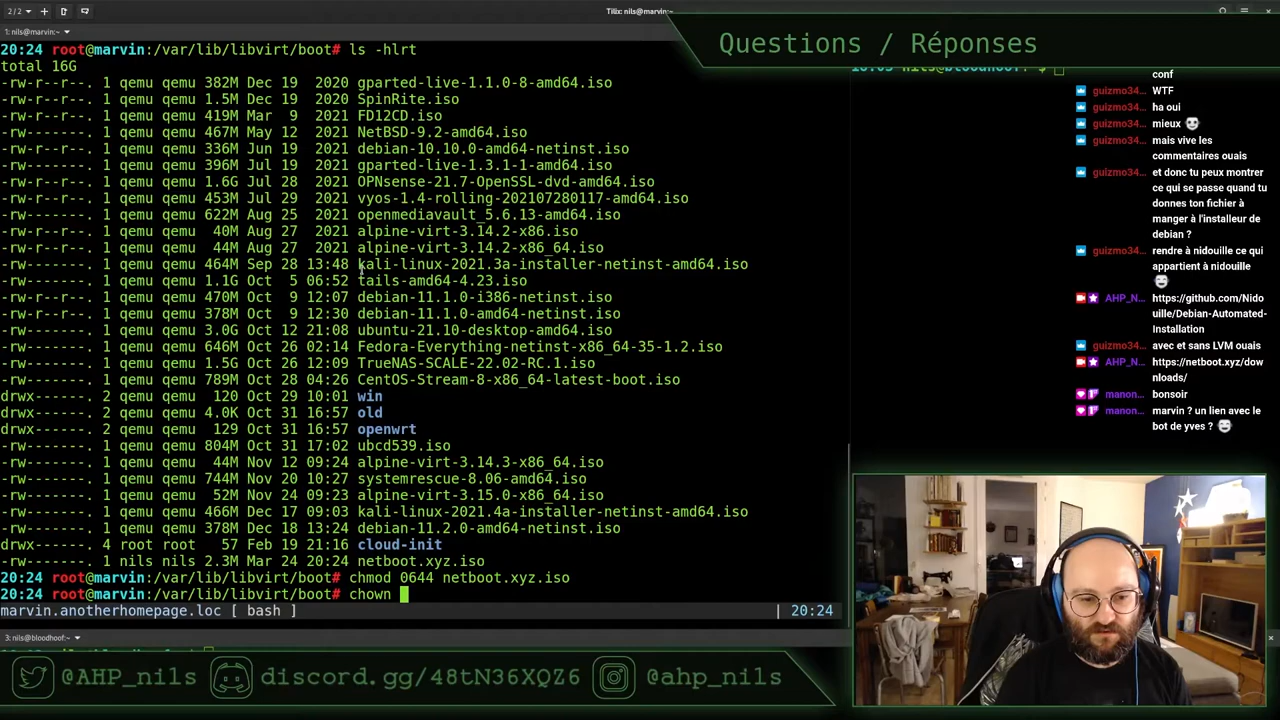 2/2
Tilix: nils@marvin:~
1: nils@marvin:~
20:24 root@marvin:/var/lib/libvirt/boot# ls -hlrt
total 16G
-rw-r--r--. 1 qemu qemu 382M Dec 19  2020 gparted-live-1.1.0-8-amd64.iso
-rw-r--r--. 1 qemu qemu 1.5M Dec 19  2020 SpinRite.iso
-rw-r--r--. 1 qemu qemu 419M Mar  9  2021 FD12CD.iso
-rw-r--r--. 1 qemu qemu 467M May 12  2021 NetBSD-9.2-amd64.iso
-rw-r--r--. 1 qemu qemu 336M Jun 19  2021 debian-10.10.0-amd64-netinst.iso
-rw-r--r--. 1 qemu qemu 396M Jul 19  2021 gparted-live-1.3.1-1-amd64.iso
-rw-r--r--. 1 qemu qemu 1.6G Jul 28  2021 OPNsense-21.7-OpenSSL-dvd-amd64.iso
-rw-r--r--. 1 qemu qemu 453M Jul 29  2021 vyos-1.4-rolling-202107280117-amd64.iso
-rw-r--r--. 1 qemu qemu 622M Aug 25  2021 openmediavault_5.6.13-amd64.iso
-rw-r--r--. 1 qemu qemu  40M Aug 27  2021 alpine-virt-3.14.2-x86.iso
-rw-r--r--. 1 qemu qemu  44M Aug 27  2021 alpine-virt-3.14.2-x86_64.iso
-rw-------. 1 qemu qemu 464M Sep 28 13:48 kali-linux-2021.3a-installer-netinst-amd64.iso
-rw-------. 1 qemu qemu 1.1G Oct  5 06:52 tails-amd64-4.23.iso
-rw-r--r--. 1 qemu qemu 470M Oct  9 12:07 debian-11.1.0-i386-netinst.iso
-rw-r--r--. 1 qemu qemu 378M Oct  9 12:30 debian-11.1.0-amd64-netinst.iso
-rw-------. 1 qemu qemu 3.0G Oct 12 21:08 ubuntu-21.10-desktop-amd64.iso
-rw-------. 1 qemu qemu 646M Oct 26 02:14 Fedora-Everything-netinst-x86_64-35-1.2.iso
-rw-------. 1 qemu qemu 1.5G Oct 26 12:09 TrueNAS-SCALE-22.02-RC.1.iso
-rw-------. 1 qemu qemu 789M Oct 28 04:26 CentOS-Stream-8-x86_64-latest-boot.iso
drwx------. 2 qemu qemu  120 Oct 29 10:01 win
drwx------. 2 qemu qemu 4.0K Oct 31 16:57 old
drwx------. 2 qemu qemu  129 Oct 31 16:57 openwrt
-rw-------. 1 qemu qemu 804M Oct 31 17:02 ubcd539.iso
-rw-------. 1 qemu qemu  44M Nov 12 09:24 alpine-virt-3.14.3-x86_64.iso
-rw-------. 1 qemu qemu 744M Nov 20 10:27 systemrescue-8.06-amd64.iso
-rw-------. 1 qemu qemu  52M Nov 24 09:23 alpine-virt-3.15.0-x86_64.iso
-rw-------. 1 qemu qemu 466M Dec 17 09:03 kali-linux-2021.4a-installer-netinst-amd64.iso
-rw-------. 1 qemu qemu 378M Dec 18 13:24 debian-11.2.0-amd64-netinst.iso
drwx------. 4 root root   57 Feb 19 21:16 cloud-init
-rw-------. 1 nils nils 2.3M Mar 24 20:24 netboot.xyz.iso
20:24 root@marvin:/var/lib/libvirt/boot# chmod 0644 netboot.xyz.iso
20:24 root@marvin:/var/lib/libvirt/boot# chown
marvin.anotherhomepage.loc [ bash ] | 20:24
3: nils@bloodhoof:~
Questions / Réponses
conf
guizmo34... WTF
guizmo34... ha oui
guizmo34... mieux
guizmo34... mais vive les
commentaires ouais
guizmo34... et donc tu peux montrer
ce qui se passe quand tu
donnes ton fichier à
manger à l'installeur de
debian ?
guizmo34... rendre à nidouille ce qui
appartient à nidouille
AHP_N... https://github.com/Nido
uille/Debian-Automated-
Installation
guizmo34... avec et sans LVM ouais
AHP_N... https://netboot.xyz/dow
nloads/
manon... bonsoir
manon... marvin ? un lien avec le
bot de yves ?
@AHP_nils discord.gg/48tN36XQZ6 @ahp_nils